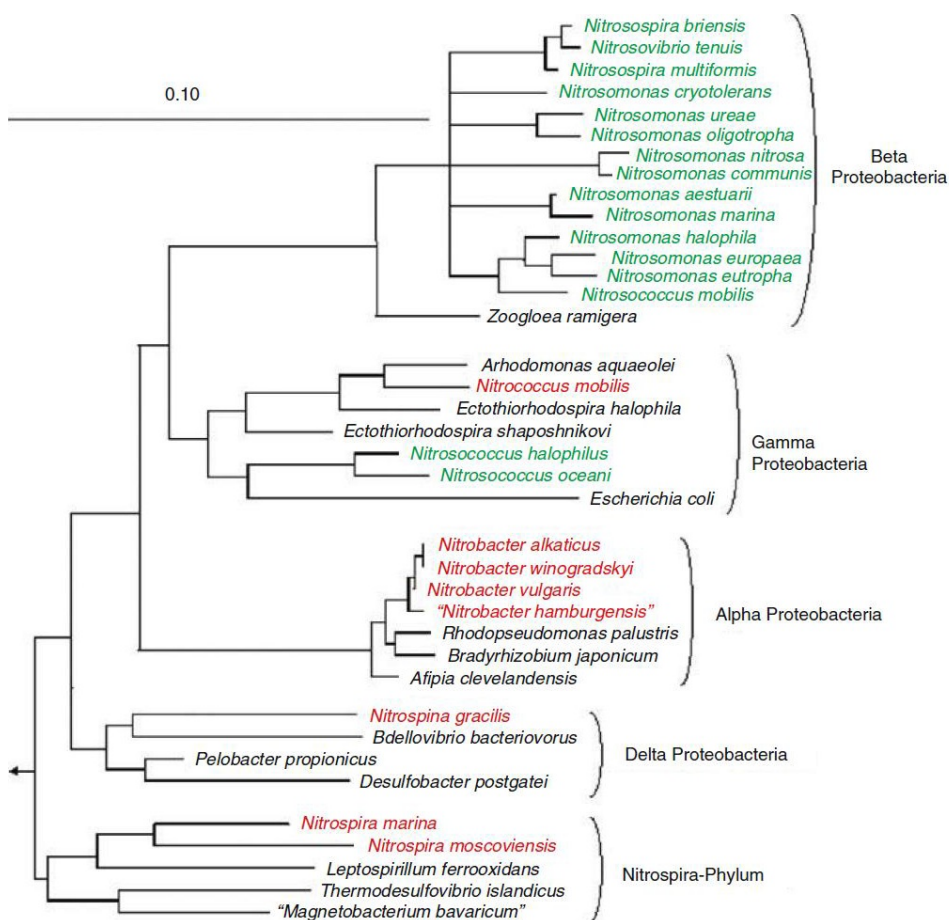 0.10
Nitrosospira briensis
Nitrosovibrio tenuis
Nitrosospira multiformis
Nitrosomonas cryotolerans
Nitrosomonas ureae
Nitrosomonas oligotropha
Nitrosomonas nitrosa
Nitrosomonas communis
Nitrosomonas aestuarii
Nitrosomonas marina
Nitrosomonas halophila
Nitrosomonas europaea
Nitrosomonas eutropha
Nitrosococcus mobilis
Zoogloea ramigera
Beta
Proteobacteria
Arhodomonas aquaeolei
Nitrococcus mobilis
Ectothiorhodospira halophila
Ectothiorhodospira shaposhnikovi
Nitrosococcus halophilus
Nitrosococcus oceani
Escherichia coli
Gamma
Proteobacteria
Nitrobacter alkaticus
Nitrobacter winogradskyi
Nitrobacter vulgaris
“Nitrobacter hamburgensis”
Rhodopseudomonas palustris
Bradyrhizobium japonicum
Afipia clevelandensis
Alpha Proteobacteria
Nitrospina gracilis
Bdellovibrio bacteriovorus
Pelobacter propionicus
Desulfobacter postgatei
Delta Proteobacteria
Nitrospira marina
Nitrospira moscoviensis
Leptospirillum ferrooxidans
Thermodesulfovibrio islandicus
“Magnetobacterium bavaricum”
Nitrospira-Phylum